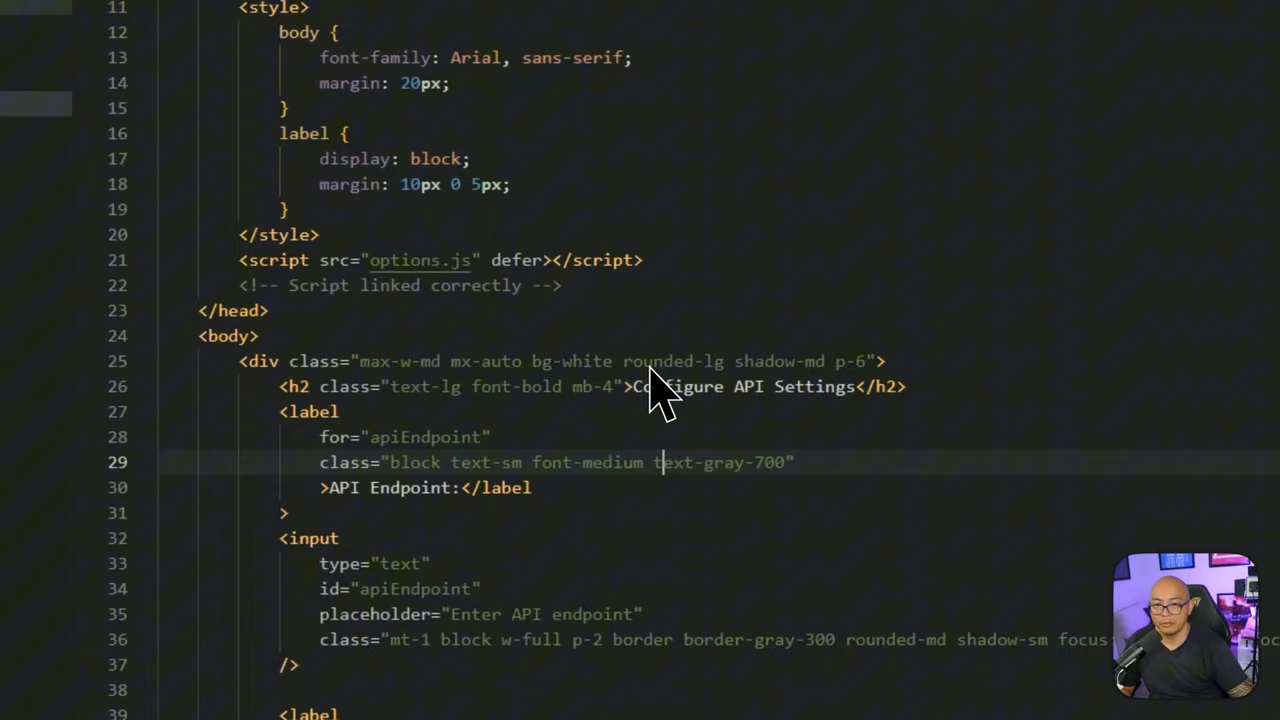 11 <style>
12 body {
13 font-family: Arial, sans-serif;
14 margin: 20px;
15 }
16 label {
17 display: block;
18 margin: 10px 0 5px;
19 }
20 </style>
21 <script src="options.js" defer></script>
22 <!-- Script linked correctly -->
23 </head>
24 <body>
25 <div class="max-w-md mx-auto bg-white rounded-lg shadow-md p-6">
26 <h2 class="text-lg font-bold mb-4">Configure API Settings</h2>
27 <label
28 for="apiEndpoint"
29 class="block text-sm font-medium text-gray-700"
30 >API Endpoint:</label
31 >
32 <input
33 type="text"
34 id="apiEndpoint"
35 placeholder="Enter API endpoint"
36 class="mt-1 block w-full p-2 border border-gray-300 rounded-md shadow-sm focus:
37 />
38
39 <label